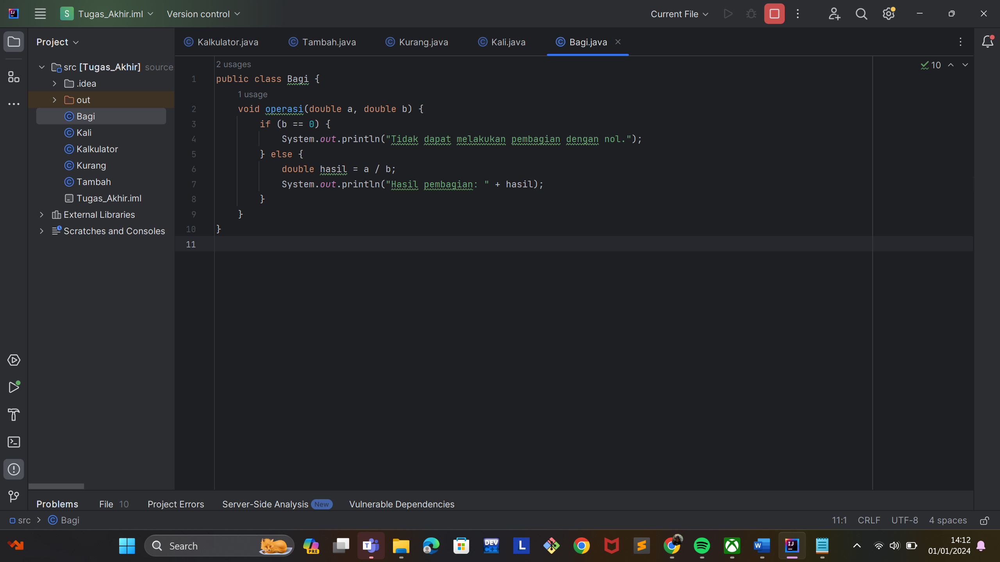 Tugas_Akhir.iml
Version control
Current File
Project
Kalkulator.java
Tambah.java
Kurang.java
Kali.java
Bagi.java
src [Tugas_Akhir] source
.idea
out
Bagi
Kali
Kalkulator
Kurang
Tambah
Tugas_Akhir.iml
External Libraries
Scratches and Consoles
10
2 usages
1 public class Bagi {
1 usage
2 void operasi(double a, double b) {
3 if (b == 0) {
4 System.out.println("Tidak dapat melakukan pembagian dengan nol.");
5 } else {
6 double hasil = a / b;
7 System.out.println("Hasil pembagian: " + hasil);
8 }
9 }
10 }
11
Problems File 10 Project Errors Server-Side Analysis New Vulnerable Dependencies
src > Bagi
11:1 CRLF UTF-8 4 spaces
Search
PRE
DEV C++
L
14:12
01/01/2024